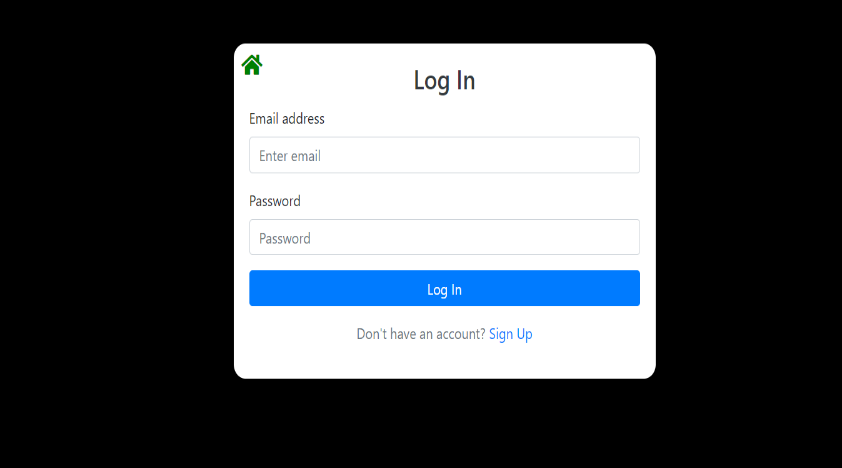 Log In
Email address
Enter email
Password
Password
Log In
Don't have an account? Sign Up